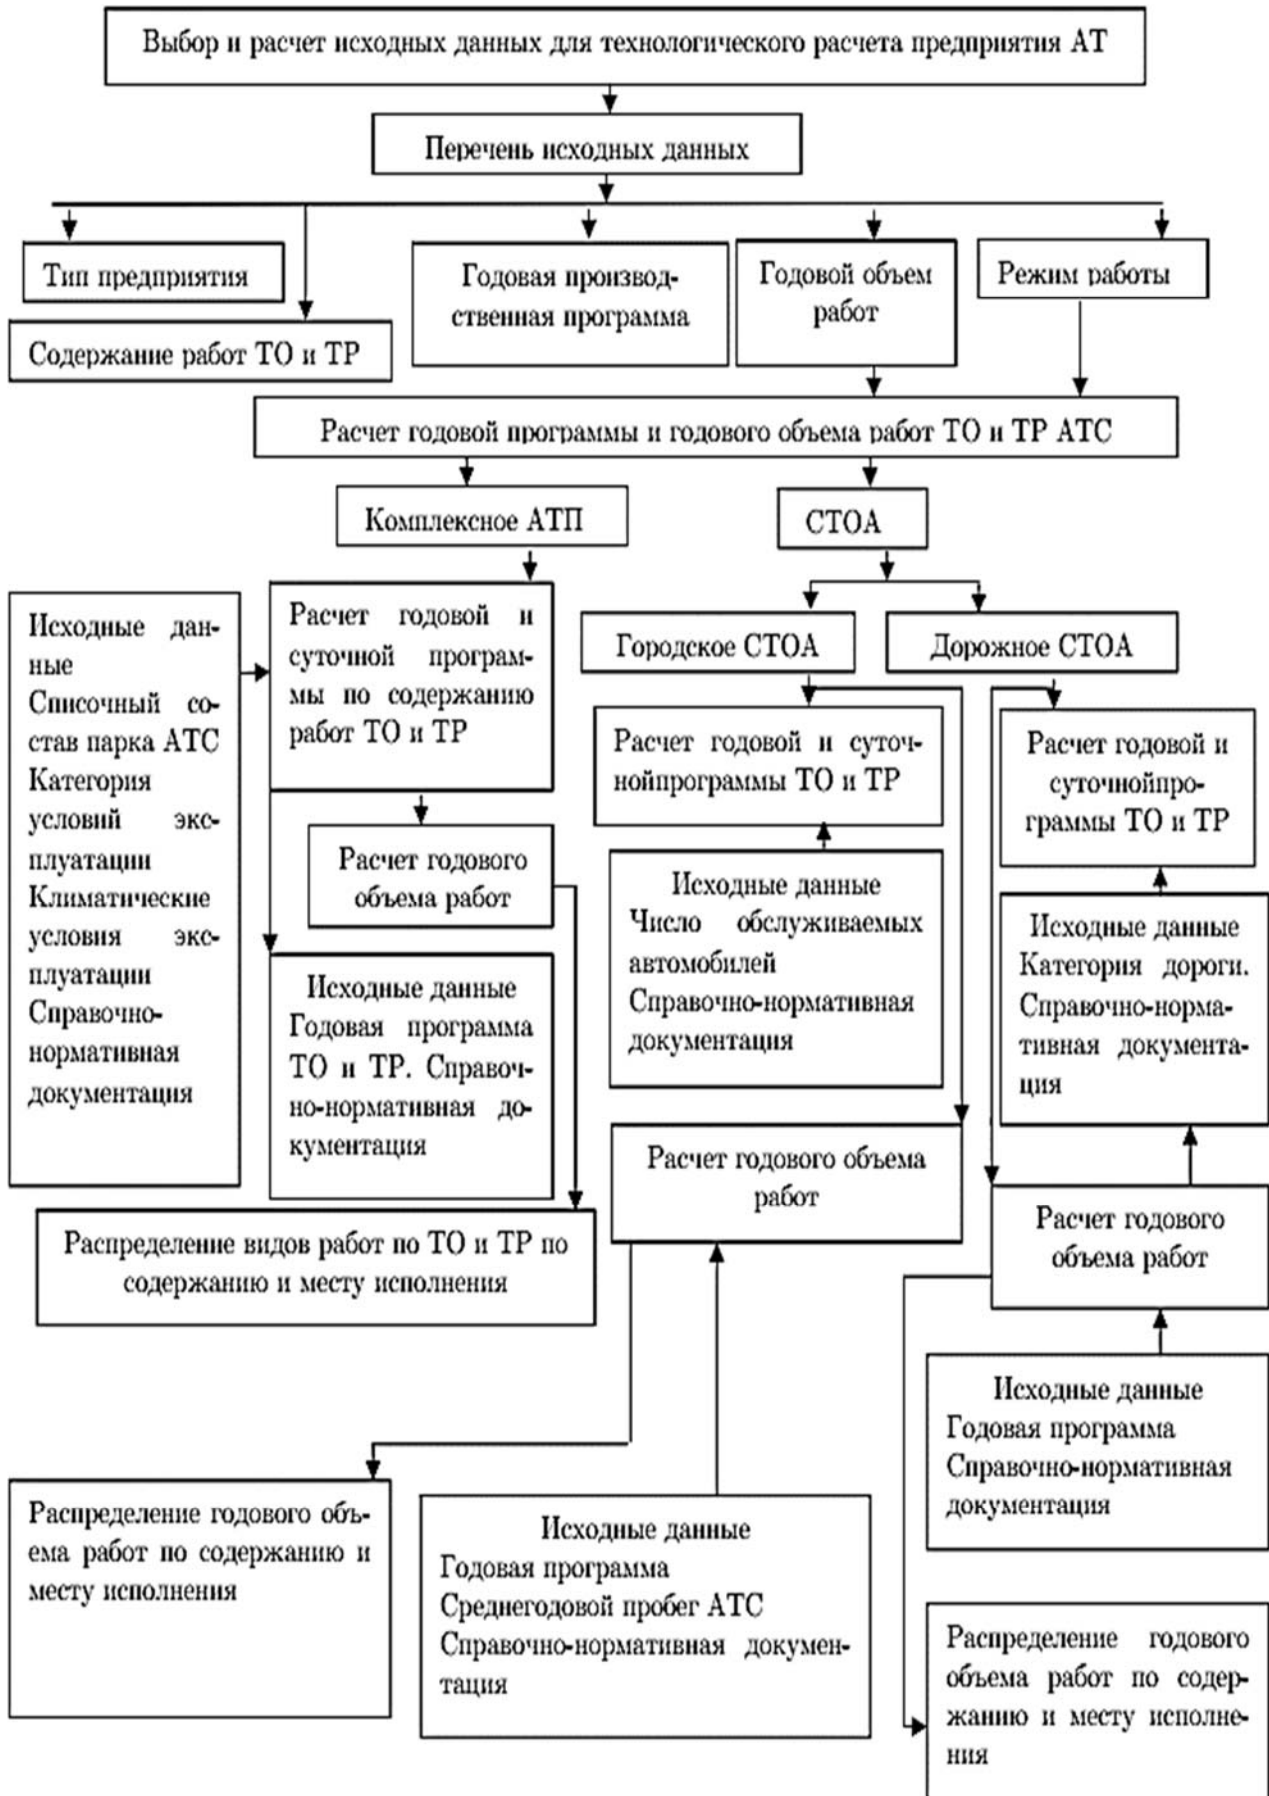 Выбор и расчет исходных данных для технологического расчета предприятия АТ
Перечень исходных данных
Тип предприятия
Содержание работ ТО и ТР
Годовая производ-
ственная программа
Годовой объем
работ
Режим работы
Расчет годовой программы и годового объема работ ТО и ТР АТС
Комплексное АТП
СТОА
Исходные дан-
ные
Списочный со-
став парка АТС
Категория
условий экс-
плуатации
Климатические
условия экс-
плуатации
Справочно-
нормативная
документация
Расчет годовой и
суточной програм-
мы по содержанию
работ ТО и ТР
Расчет годового
объема работ
Исходные данные
Годовая программа
ТО и ТР. Справоч-
но-нормативная до-
кументация
Распределение видов работ по ТО и ТР по
содержанию и месту исполнения
Городское СТОА
Дорожное СТОА
Расчет годовой и суточ-
нойпрограммы ТО и ТР
Исходные данные
Число обслуживаемых
автомобилей
Справочно-нормативная
документация
Расчет годового объема
работ
Расчет годовой и
суточнойпро-
граммы ТО и ТР
Исходные данные
Категория дороги.
Справочно-норма-
тивная документа-
ция
Расчет годового
объема работ
Исходные данные
Годовая программа
Справочно-нормативная
документация
Распределение годового объ-
ема работ по содержанию и
месту исполнения
Исходные данные
Годовая программа
Среднегодовой пробег АТС
Справочно-нормативная докумен-
тация
Распределение годового
объема работ по содер-
жанию и месту исполне-
ния